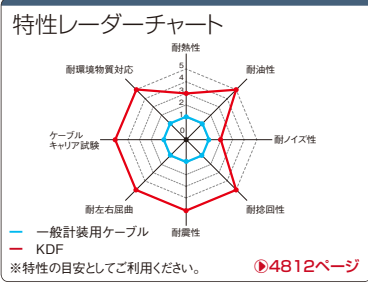 特性レーダーチャート
耐熱性
耐環境物質対応
耐油性
5
4
3
2
1
0
ケーブル
キャリア試験
耐ノイズ性
耐左右屈曲
耐捻回性
耐震性
一般計装用ケーブル
KDF
※特性の目安としてご利用ください。
4812ページ